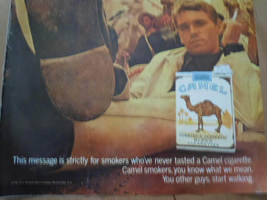 CAMEL
This message is strictly for smokers who've never tasted a Camel cigarette.
Camel smokers, you know what we mean.
You other guys, start walking.